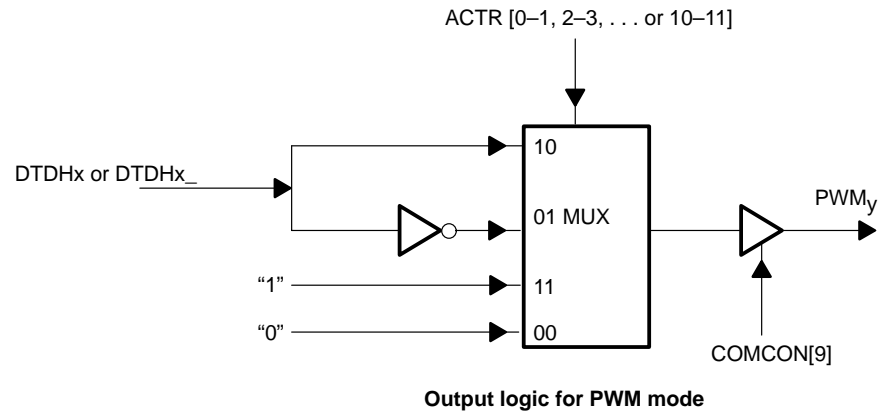 ACTR [0–1, 2–3, . . . or 10–11]
10
DTDHx or DTDHx_
PWMy
01 MUX
“1”
11
“0”
00
COMCON[9]
Output logic for PWM mode